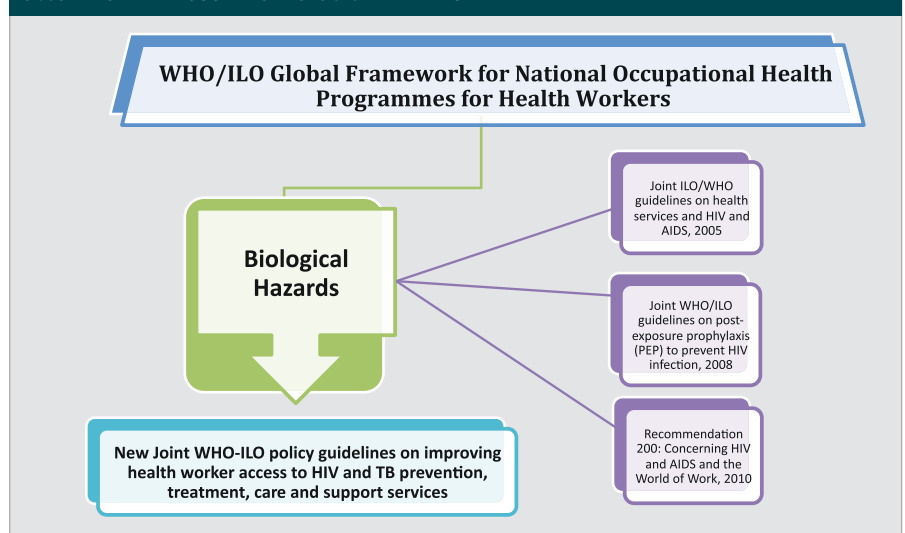 WHO/ILO Global Framework for National Occupational Health
Programmes for Health Workers
Biological
Hazards
Joint ILO/WHO
guidelines on health
services and HIV and
AIDS, 2005
Joint WHO/ILO
guidelines on post-
exposure prophylaxis
(PEP) to prevent HIV
infection, 2008
Recommendation
200: Concerning HIV
and AIDS and the
World of Work, 2010
New Joint WHO-ILO policy guidelines on improving
health worker access to HIV and TB prevention,
treatment, care and support services